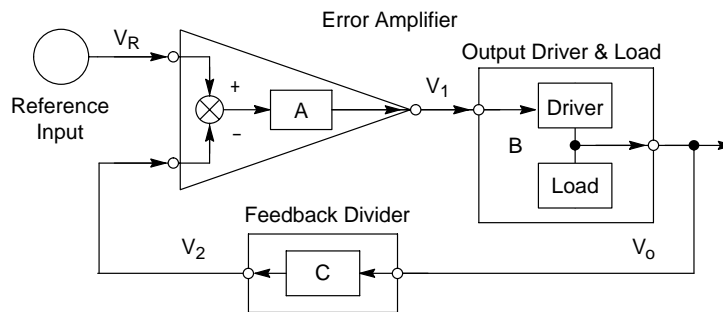 Error Amplifier
V_R
Output Driver & Load
+
V_1
Driver
A
Reference
Input
−
B
Load
Feedback Divider
V_2
C
V_o